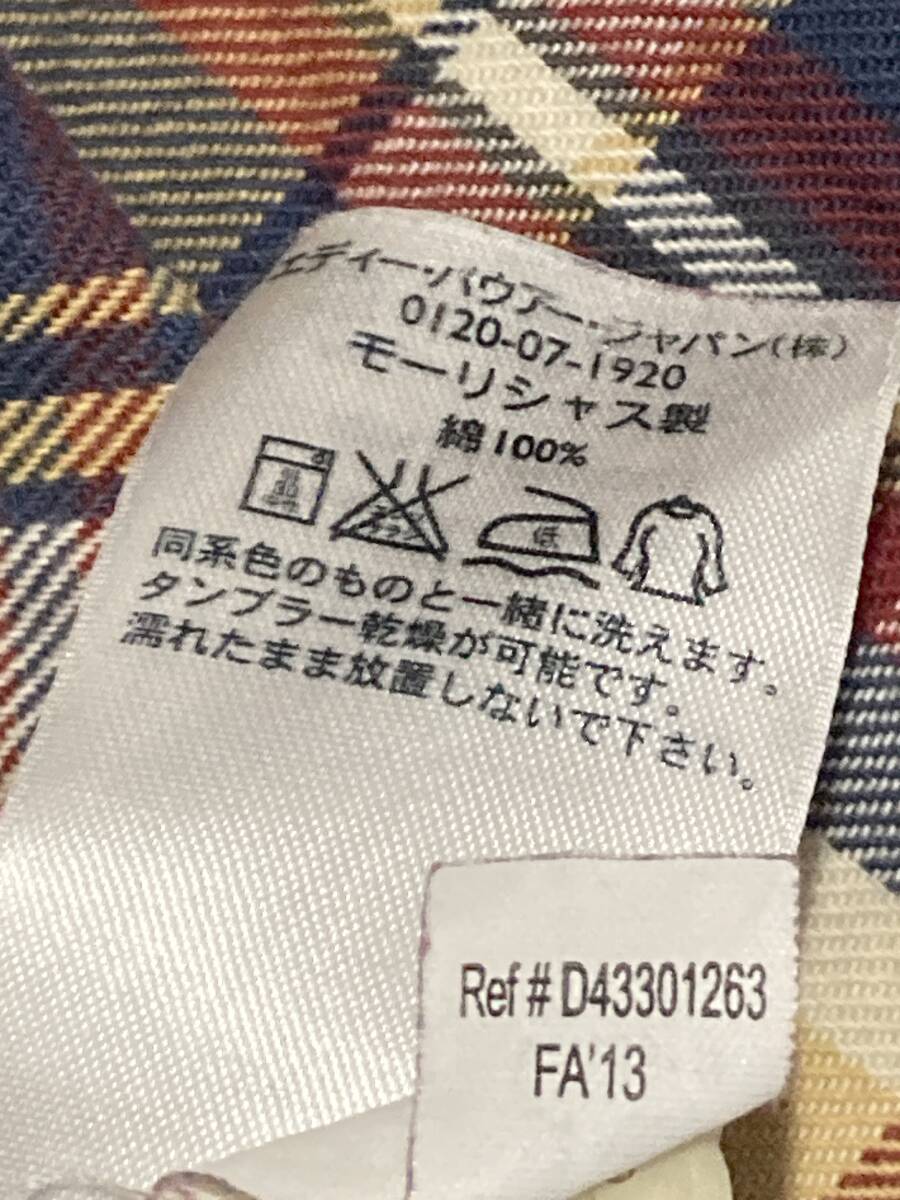 エディー・バウアー・ジャパン(株)
0120-07-1920
モーリシャス製
綿100%
低
同系色のものと一緒に洗えます。
タンブラー乾燥が可能です。
濡れたまま放置しないで下さい。
Ref # D43301263
FA'13